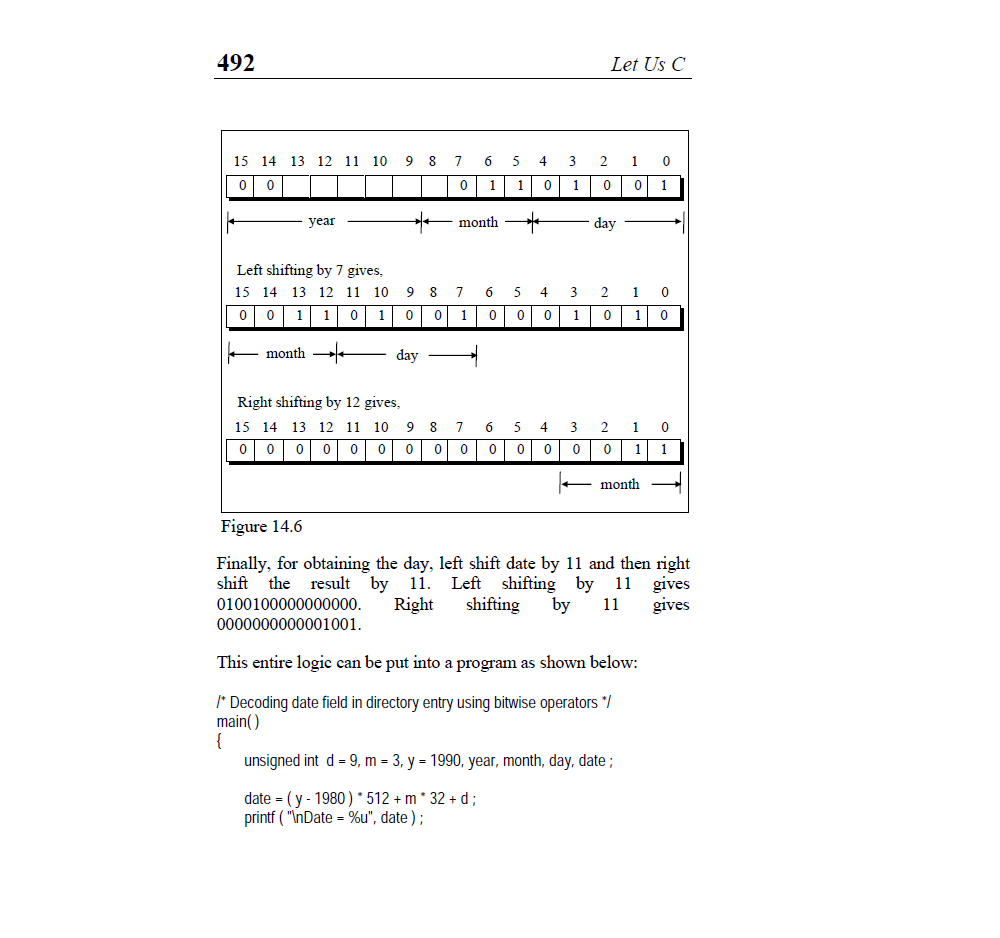 492 Let Us C
15 14 13 12 11 10 9 8 7 6 5 4 3 2 1 0
0 0 0 1 1 0 1 0 0 1
year month day
Left shifting by 7 gives,
15 14 13 12 11 10 9 8 7 6 5 4 3 2 1 0
0 0 1 1 0 1 0 0 1 0 0 0 1 0 1 0
month day
Right shifting by 12 gives,
15 14 13 12 11 10 9 8 7 6 5 4 3 2 1 0
0 0 0 0 0 0 0 0 0 0 0 0 0 0 1 1
month
Figure 14.6
Finally, for obtaining the day, left shift date by 11 and then right
shift the result by 11. Left shifting by 11 gives
0100100000000000. Right shifting by 11 gives
0000000000001001.
This entire logic can be put into a program as shown below:
/* Decoding date field in directory entry using bitwise operators */
main( )
{
unsigned int d = 9, m = 3, y = 1990, year, month, day, date ;
date = ( y - 1980 ) * 512 + m * 32 + d ;
printf ( "\nDate = %u", date ) ;